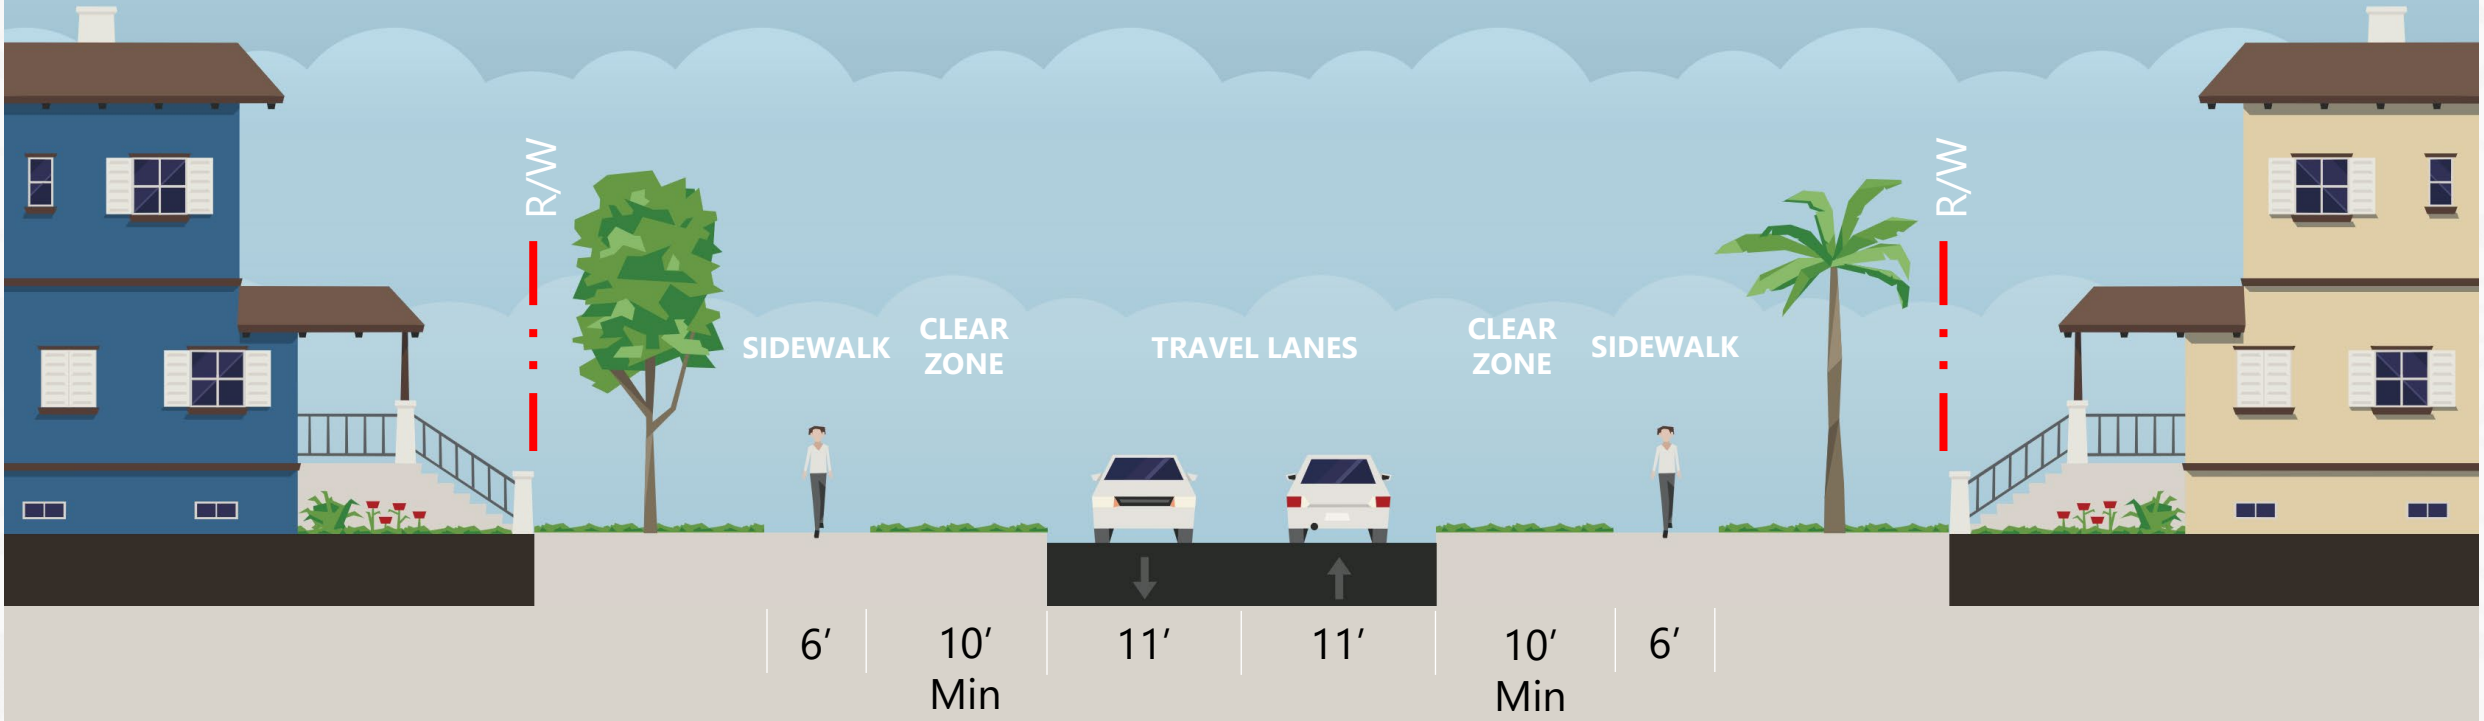 R/W
R/W
SIDEWALK
CLEAR
ZONE
TRAVEL LANES
CLEAR
ZONE
SIDEWALK
6’
10’
Min
11’
11’
10’
Min
6’